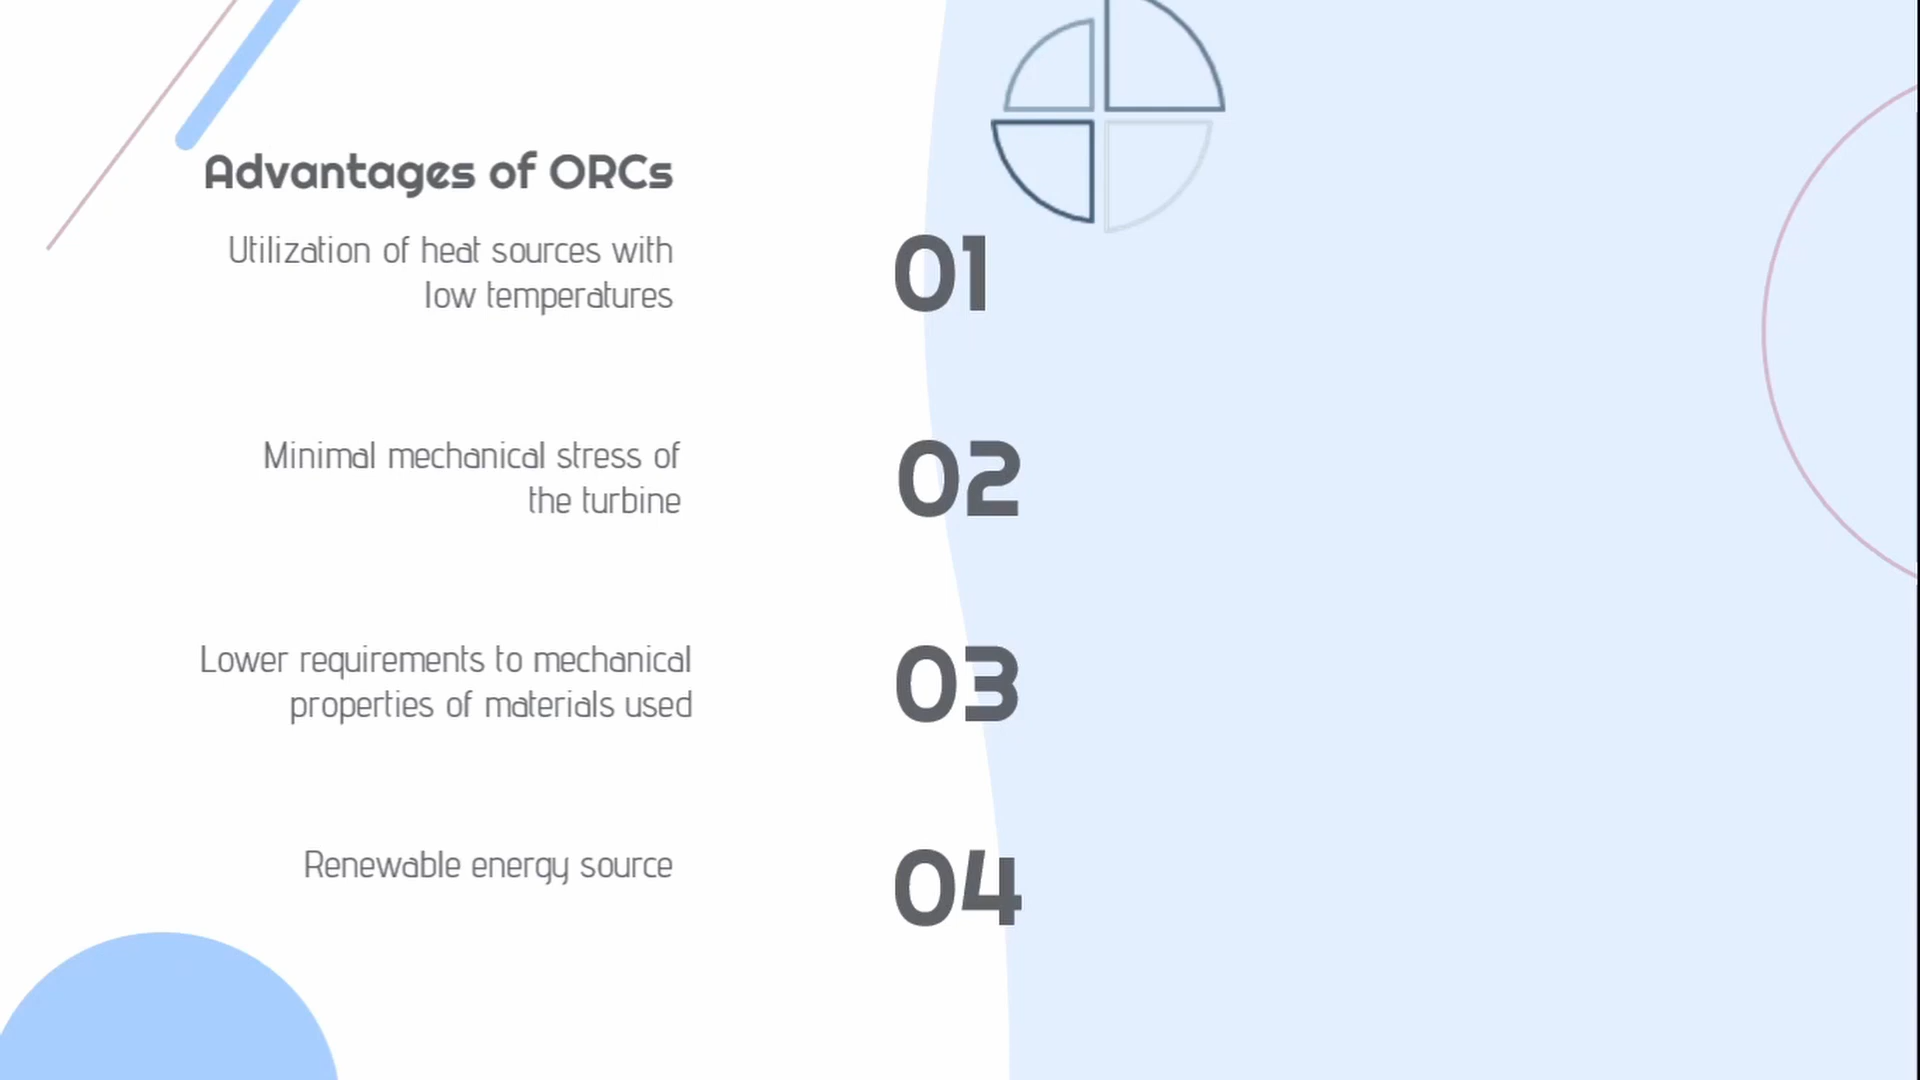 Advantages of ORCs
Utilization of heat sources with
low temperatures
01
Minimal mechanical stress of
the turbine
02
Lower requirements to mechanical
properties of materials used
03
Renewable energy source
04